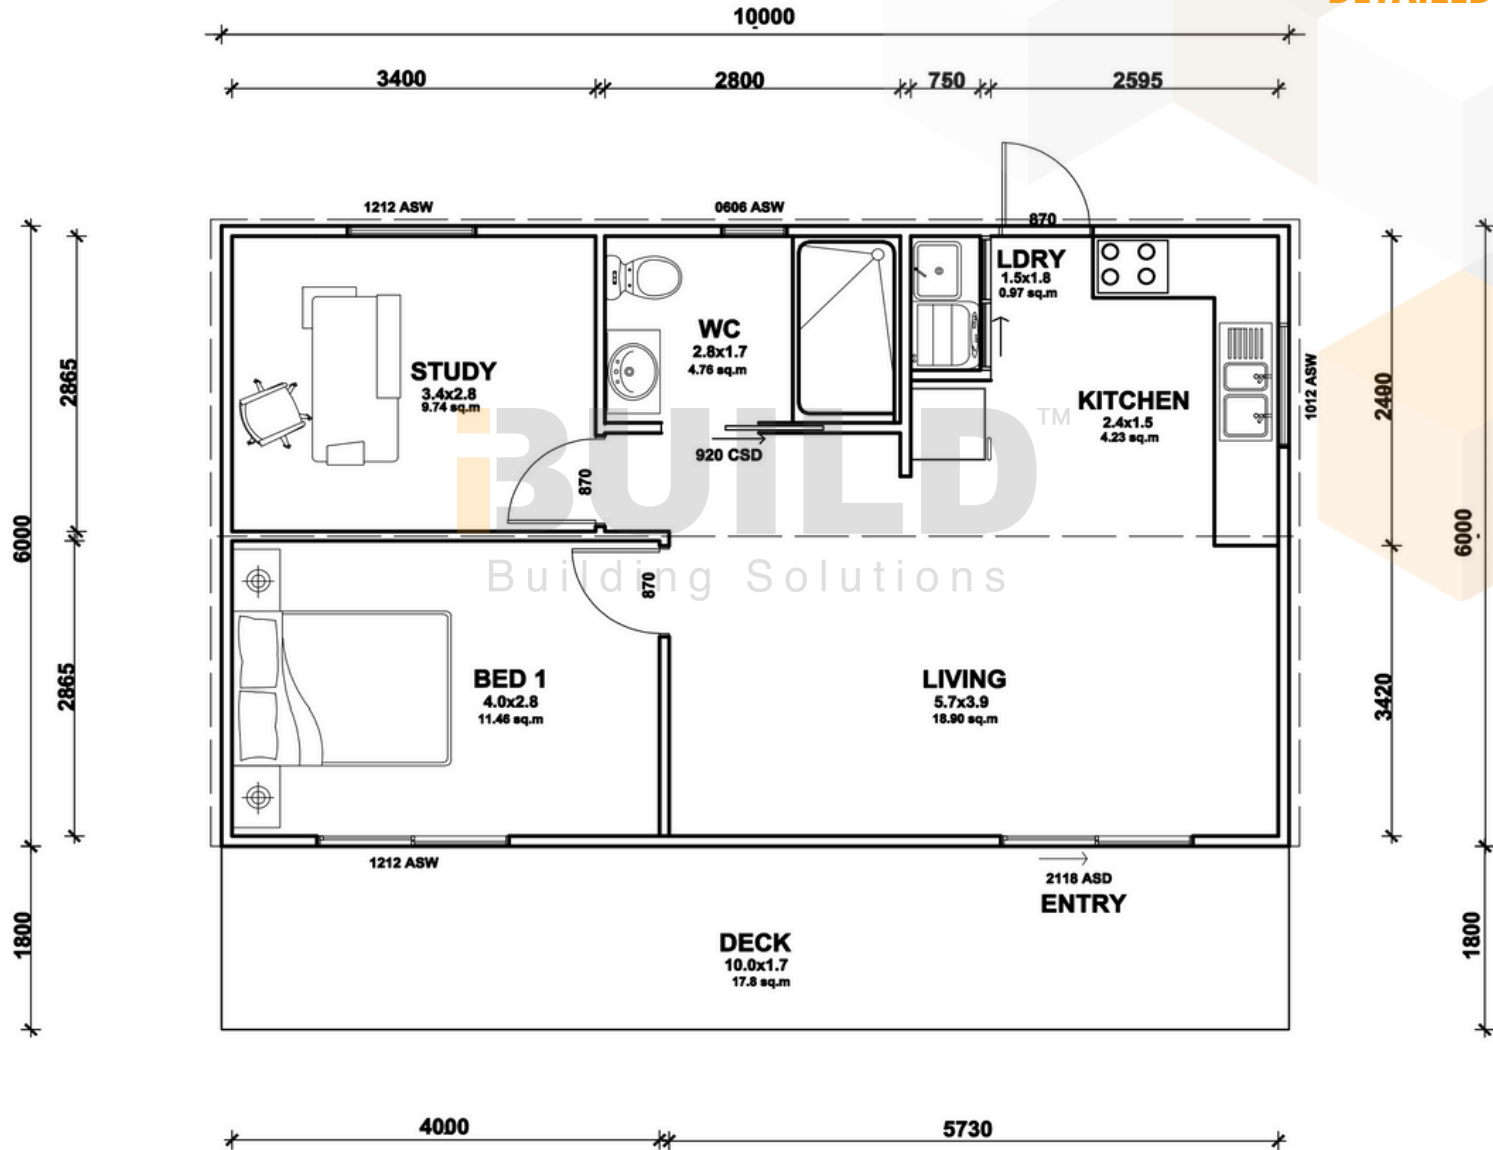 DETAILED
10000
3400
2800
750
2595
1212 ASW
0606 ASW
870
LDRY
1.5x1.8
0.97 sq.m
WC
2.8x1.7
4.76 sq.m
STUDY
3.4x2.8
9.74 sq.m
KITCHEN
2.4x1.5
4.23 sq.m
1012 ASW
2865
2400
iBUILD™
Building Solutions
920 CSD
870
870
6000
6000
BED 1
4.0x2.8
11.46 sq.m
LIVING
5.7x3.9
18.90 sq.m
2865
3420
1212 ASW
2118 ASD
ENTRY
DECK
10.0x1.7
17.8 sq.m
1800
1800
4000
5730